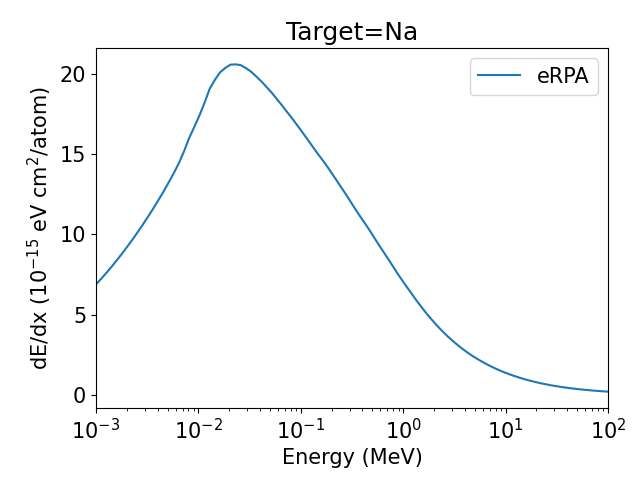 Target=Na
eRPA
dE/dx (10⁻¹⁵ eV cm²/atom)
20
15
10
5
0
10⁻³ 10⁻² 10⁻¹ 10⁰ 10¹ 10²
Energy (MeV)